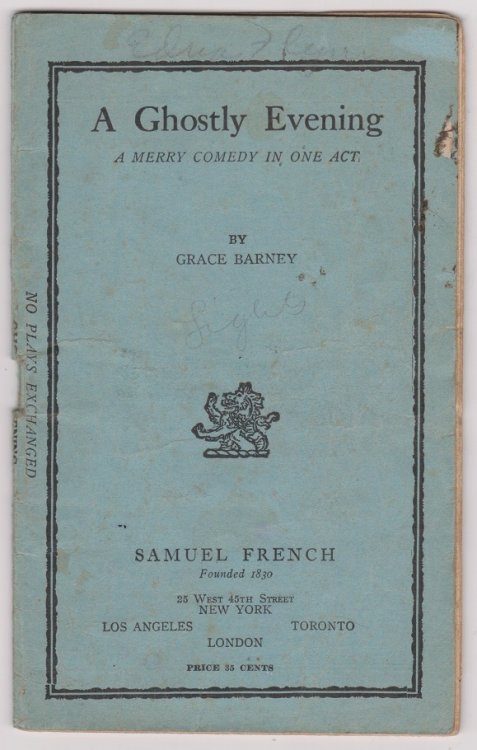 A Ghostly Evening
A MERRY COMEDY IN ONE ACT
BY
GRACE BARNEY
Lights
NO PLAYS EXCHANGED
SAMUEL FRENCH
Founded 1830
25 West 45th Street
NEW YORK
LOS ANGELES TORONTO
LONDON
PRICE 35 CENTS